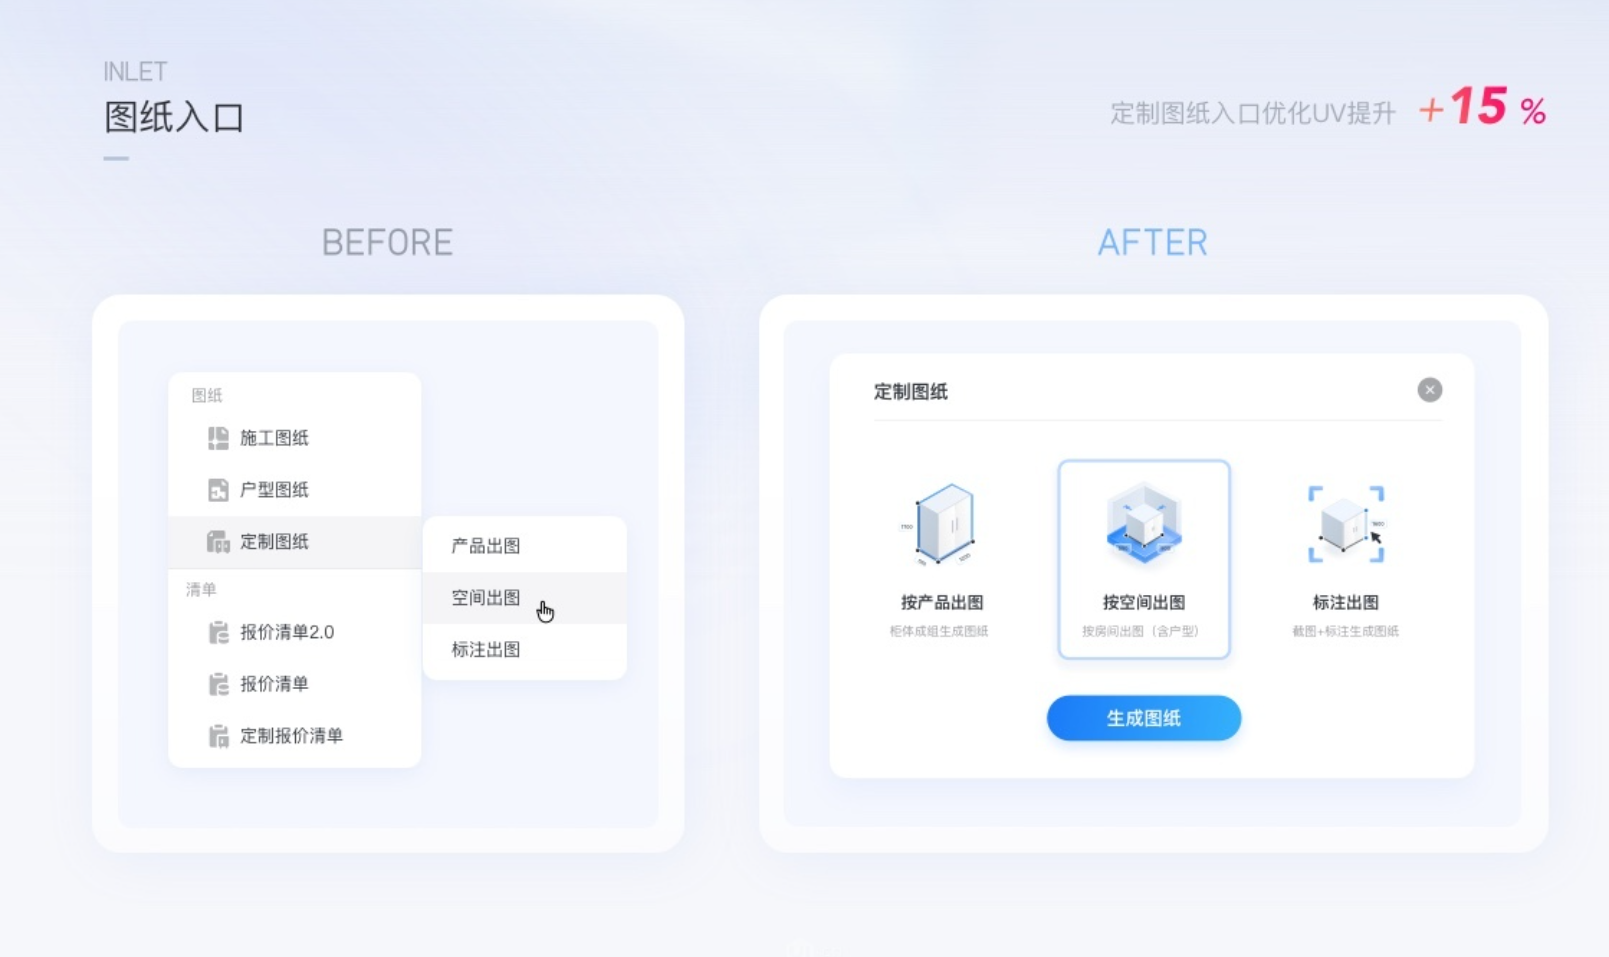 INLET
图纸入口
定制图纸入口优化UV提升 +15 %
BEFORE
AFTER
图纸
施工图纸
户型图纸
定制图纸
清单
报价清单2.0
报价清单
定制报价清单
产品出图
空间出图
标注出图
定制图纸
按产品出图
柜体成组生成图纸
按空间出图
按房间出图（含户型）
标注出图
截图+标注生成图纸
生成图纸